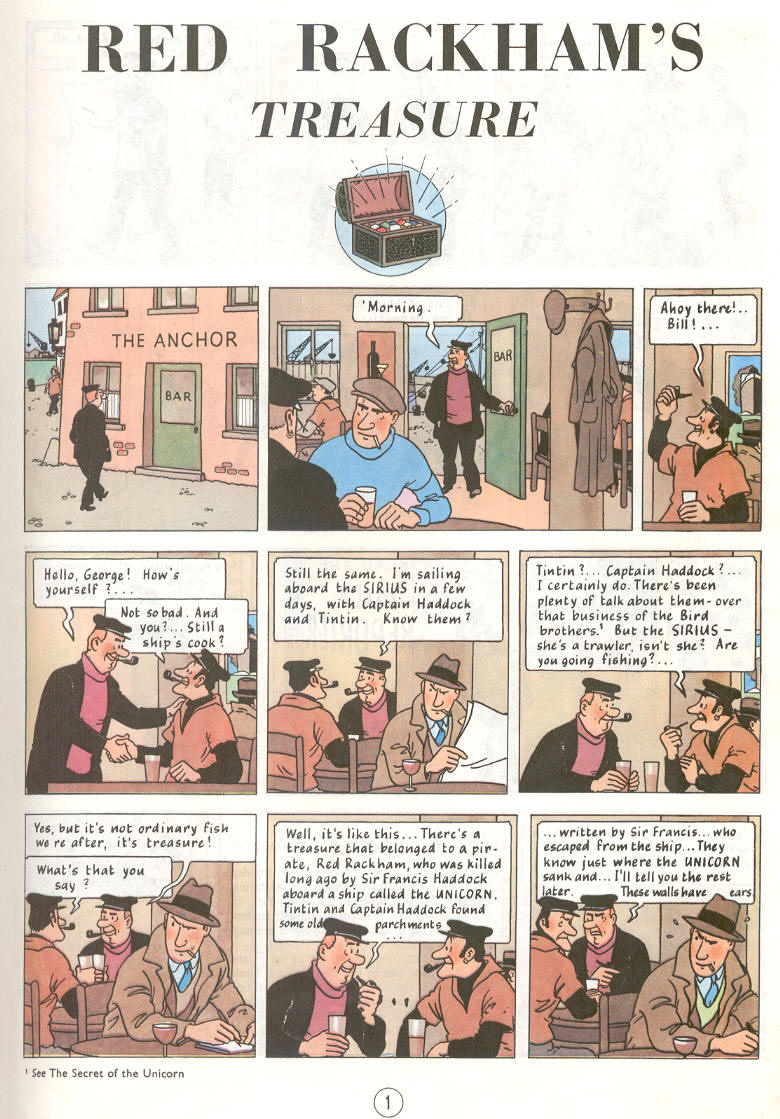 RED RACKHAM'S
TREASURE
THE ANCHOR
BAR
'Morning.
BAR
Ahoy there!..
Bill!...
Hello, George! How's
yourself?...
Not so bad. And
you?... Still a
ship's cook?
Still the same. I'm sailing
aboard the SIRIUS in a few
days, with Captain Haddock
and Tintin. Know them?
Tintin?... Captain Haddock?...
I certainly do. There's been
plenty of talk about them - over
that business of the Bird
brothers.¹ But the SIRIUS -
she's a trawler, isn't she? Are
you going fishing?...
Yes, but it's not ordinary fish
we're after, it's treasure!
What's that you
say?
Well, it's like this... There's a
treasure that belonged to a pir-
ate, Red Rackham, who was killed
long ago by Sir Francis Haddock
aboard a ship called the UNICORN.
Tintin and Captain Haddock found
some old parchments
...
... written by Sir Francis... who
escaped from the ship... They
know just where the UNICORN
sank and... I'll tell you the rest
later. These walls have ears.
¹ See The Secret of the Unicorn
1